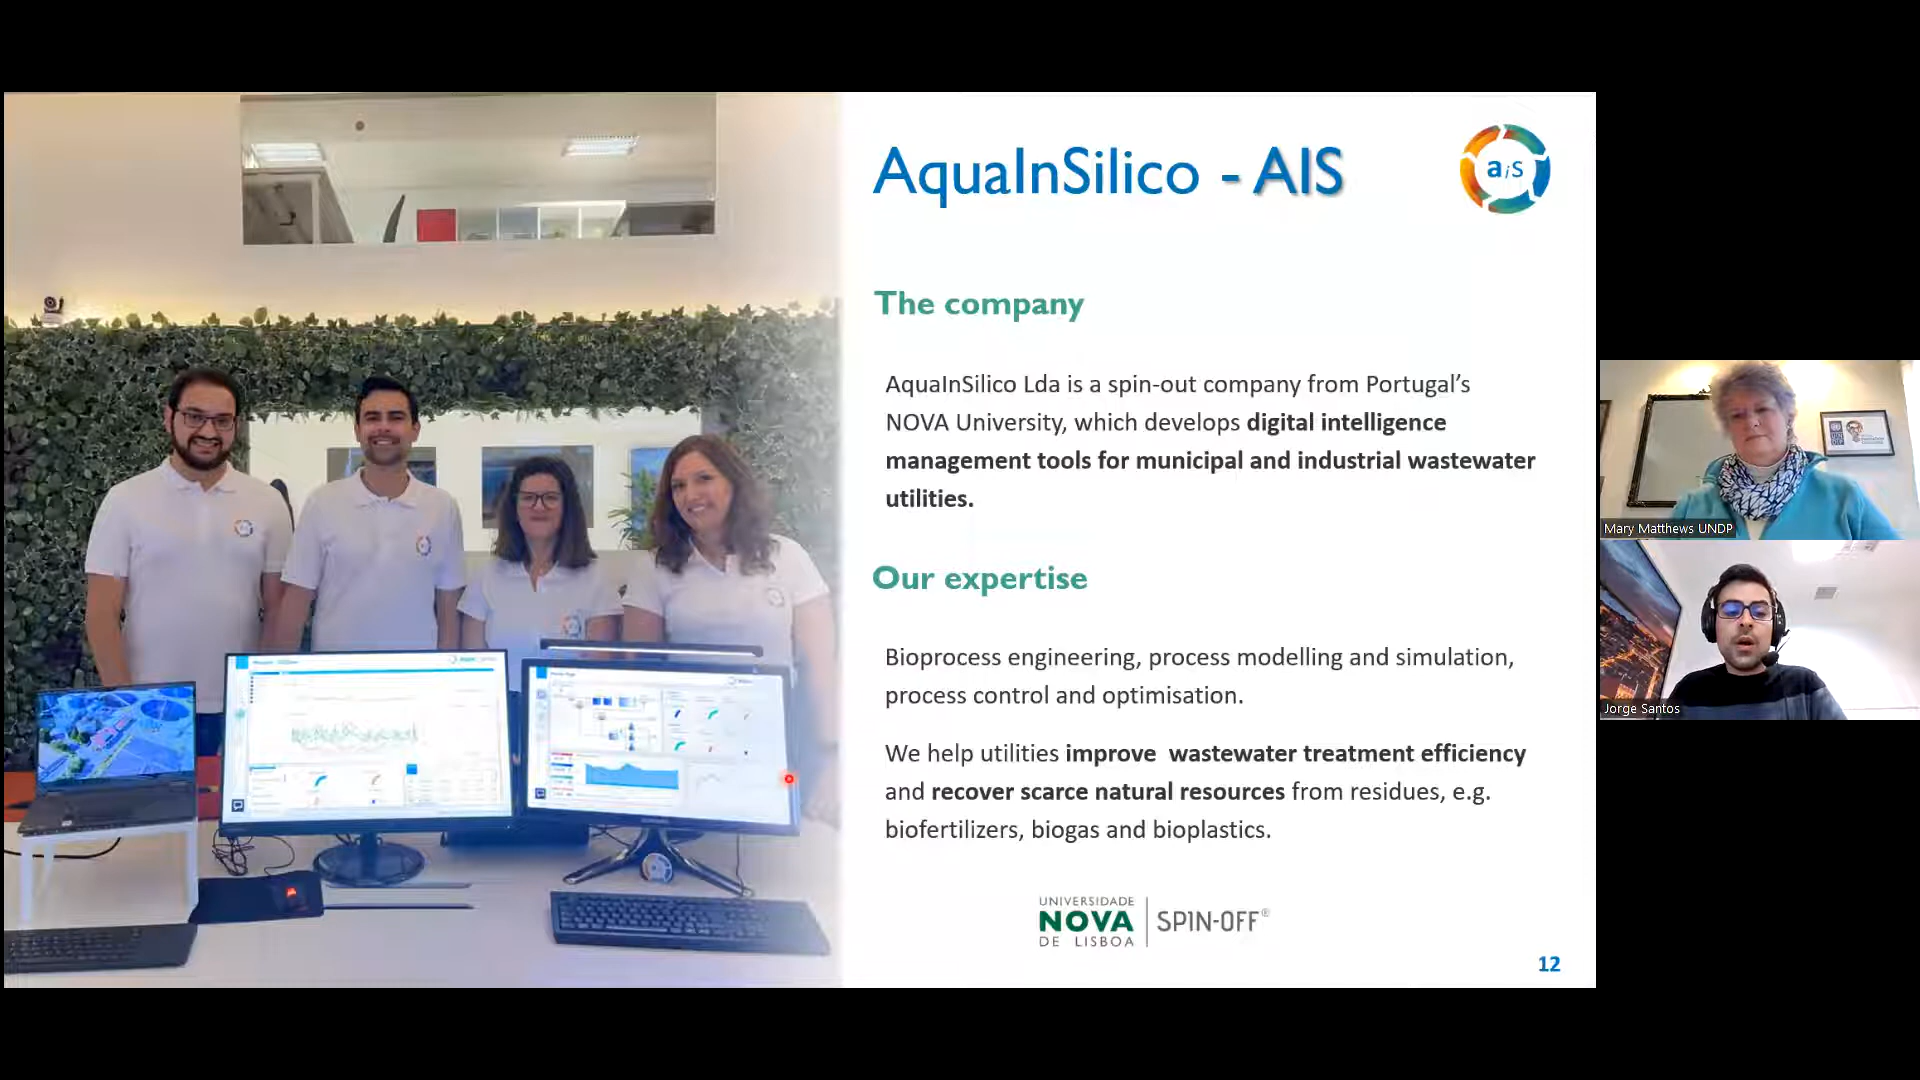 AquaInSilico - AIS
aiS
The company
AquaInSilico Lda is a spin-out company from Portugal’s
NOVA University, which develops digital intelligence
management tools for municipal and industrial wastewater
utilities.
Our expertise
Bioprocess engineering, process modelling and simulation,
process control and optimisation.
We help utilities improve wastewater treatment efficiency
and recover scarce natural resources from residues, e.g.
biofertilizers, biogas and bioplastics.
UNIVERSIDADE
NOVA
DE LISBOA
SPIN-OFF®
12
Mary Matthews UNDP
Jorge Santos